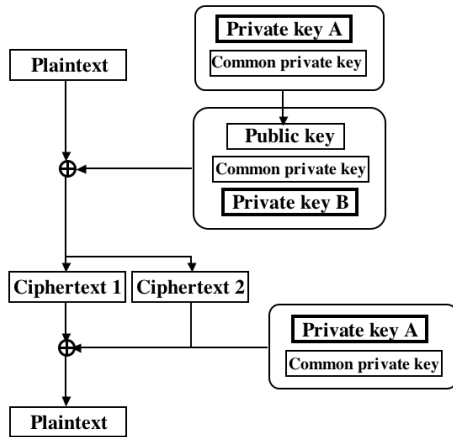 Private key A
Common private key
Plaintext
Public key
Common private key
Private key B
Ciphertext 1
Ciphertext 2
Private key A
Common private key
Plaintext